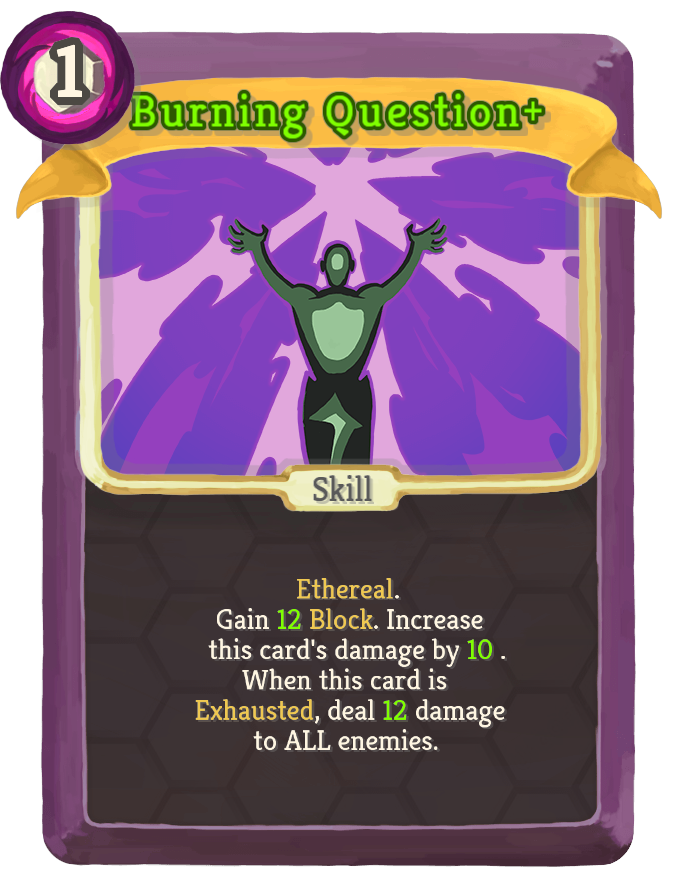 1
Burning Question+
Skill
Ethereal.
Gain 12 Block. Increase
this card's damage by 10 .
When this card is
Exhausted, deal 12 damage
to ALL enemies.